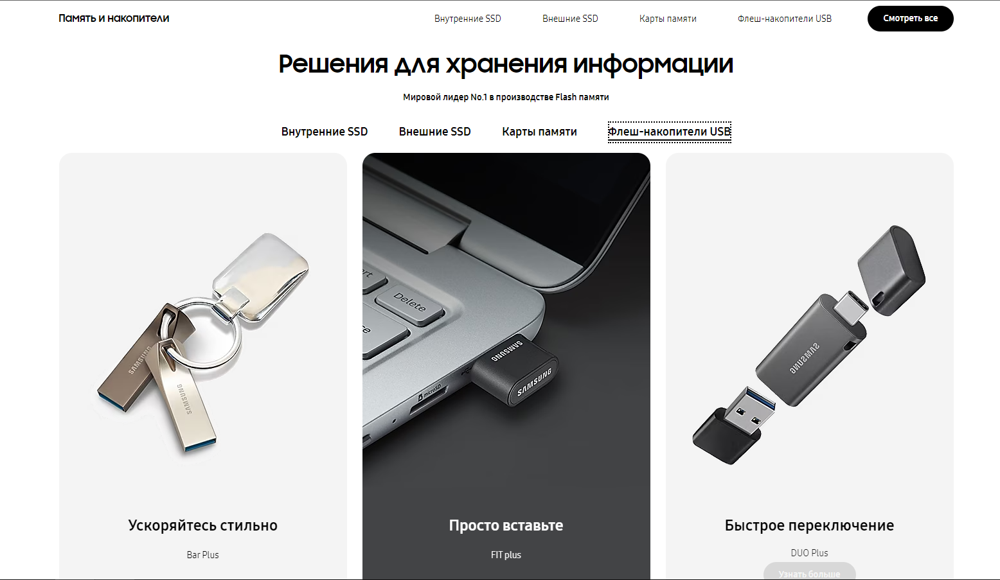 Память и накопители
Внутренние SSD
Внешние SSD
Карты памяти
Флеш-накопители USB
Смотреть все
Решения для хранения информации
Мировой лидер No.1 в производстве Flash памяти
Внутренние SSD
Внешние SSD
Карты памяти
Флеш-накопители USB
SAMSUNG
SAMSUNG
Delete
microSD
SAMSUNG
SAMSUNG
SAMSUNG
Ускоряйтесь стильно
Bar Plus
Просто вставьте
FIT plus
Быстрое переключение
DUO Plus
Узнать больше